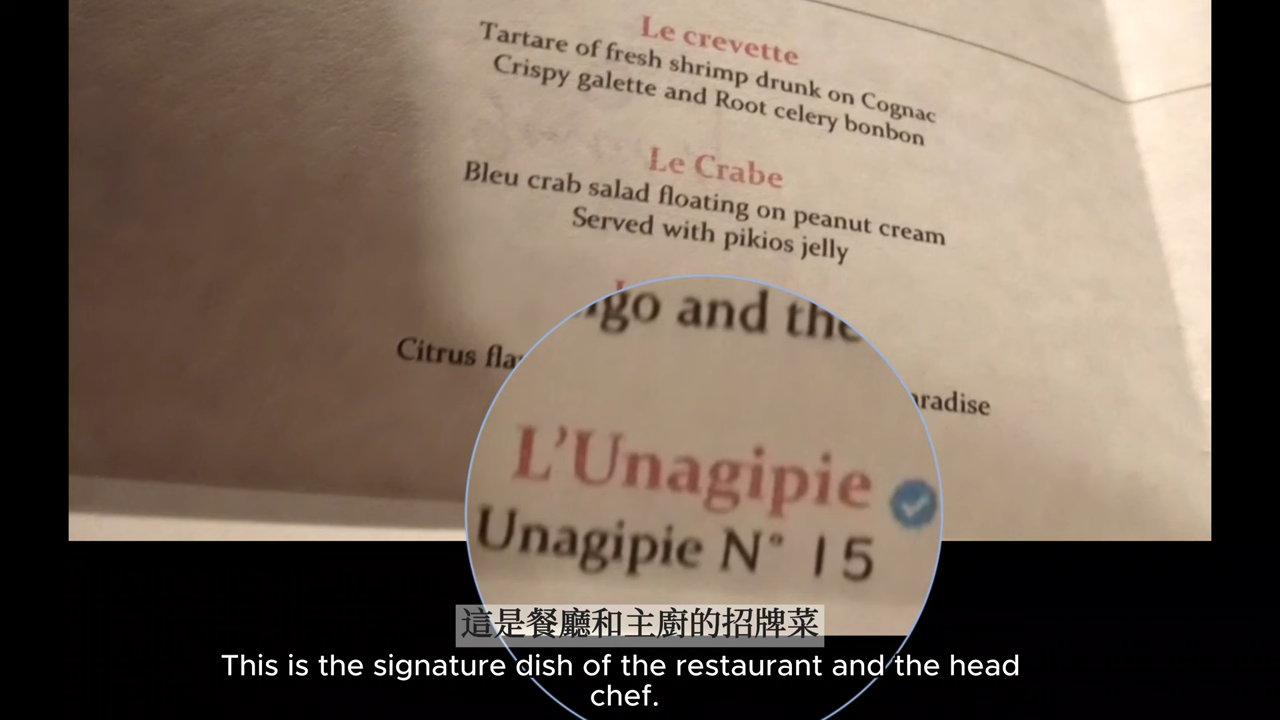 Le crevette
Tartare of fresh shrimp drunk on Cognac
Crispy galette and Root celery bonbon
Le Crabe
Bleu crab salad floating on peanut cream
Served with pikios jelly
and the
Citrus
L'Unagipie
Unagipie N° 15
這是餐廳和主廚的招牌菜
This is the signature dish of the restaurant and the head
chef.